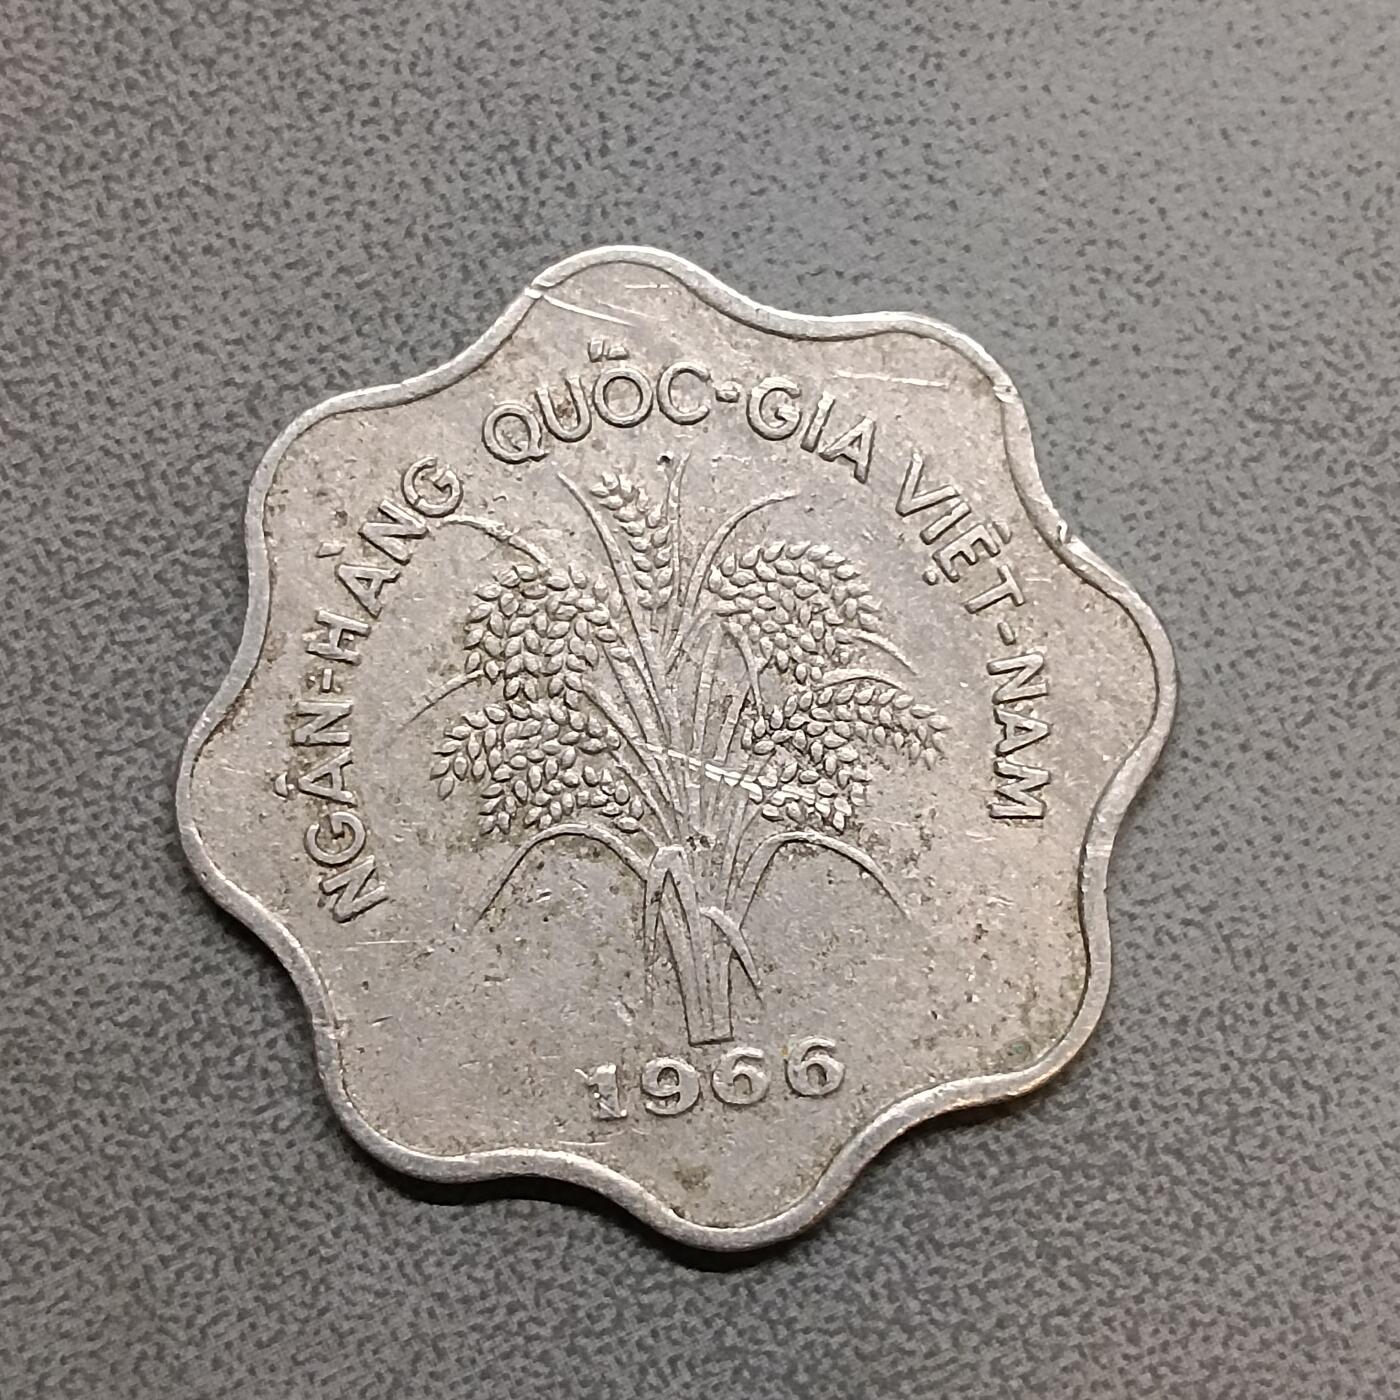 NGÂN-HÀNG QUỐC-GIA VIỆT-NAM
1966